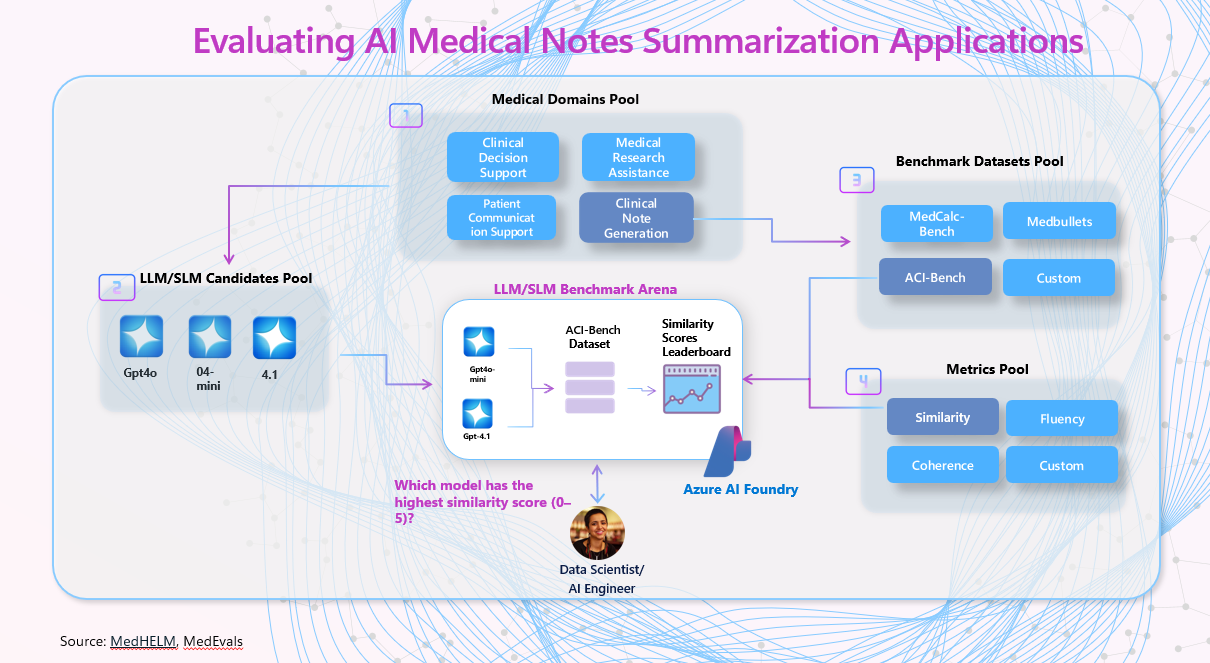 Evaluating AI Medical Notes Summarization Applications
Medical Domains Pool
1
Clinical
Decision
Support
Medical
Research
Assistance
Patient
Communicat
ion Support
Clinical
Note
Generation
Benchmark Datasets Pool
3
MedCalc-
Bench
Medbullets
ACI-Bench
Custom
LLM/SLM Candidates Pool
2
Gpt4o
04-
mini
4.1
LLM/SLM Benchmark Arena
Gpt4o-
mini
Gpt-4.1
ACI-Bench
Dataset
Similarity
Scores
Leaderboard
Metrics Pool
4
Similarity
Fluency
Coherence
Custom
Azure AI Foundry
Which model has the
highest similarity score (0–
5)?
Data Scientist/
AI Engineer
Source: MedHELM, MedEvals